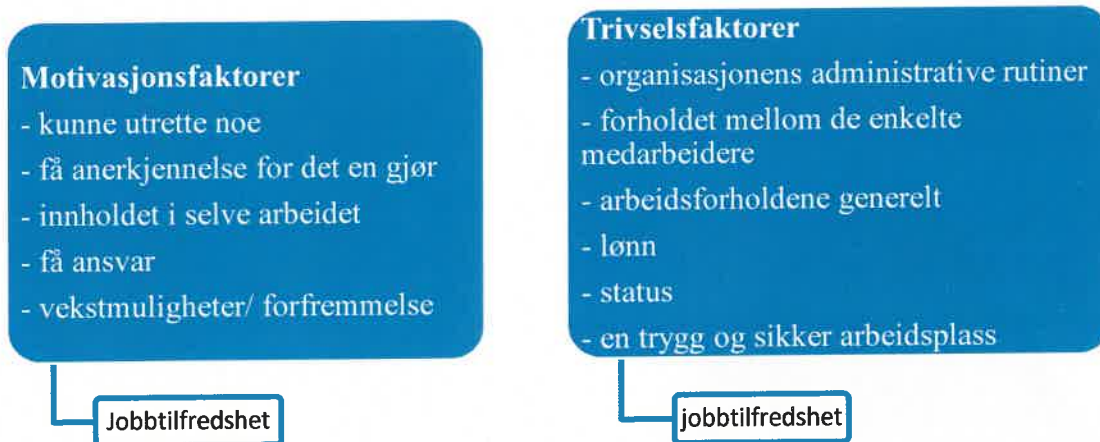 Motivasjonsfaktorer
- kunne utrette noe
- få anerkjennelse for det en gjør
- innholdet i selve arbeidet
- få ansvar
- vekstmuligheter/ forfremmelse
Jobbtilfredshet
Trivselsfaktorer
- organisasjonens administrative rutiner
- forholdet mellom de enkelte
medarbeidere
- arbeidsforholdene generelt
- lønn
- status
- en trygg og sikker arbeidsplass
jobbtilfredshet